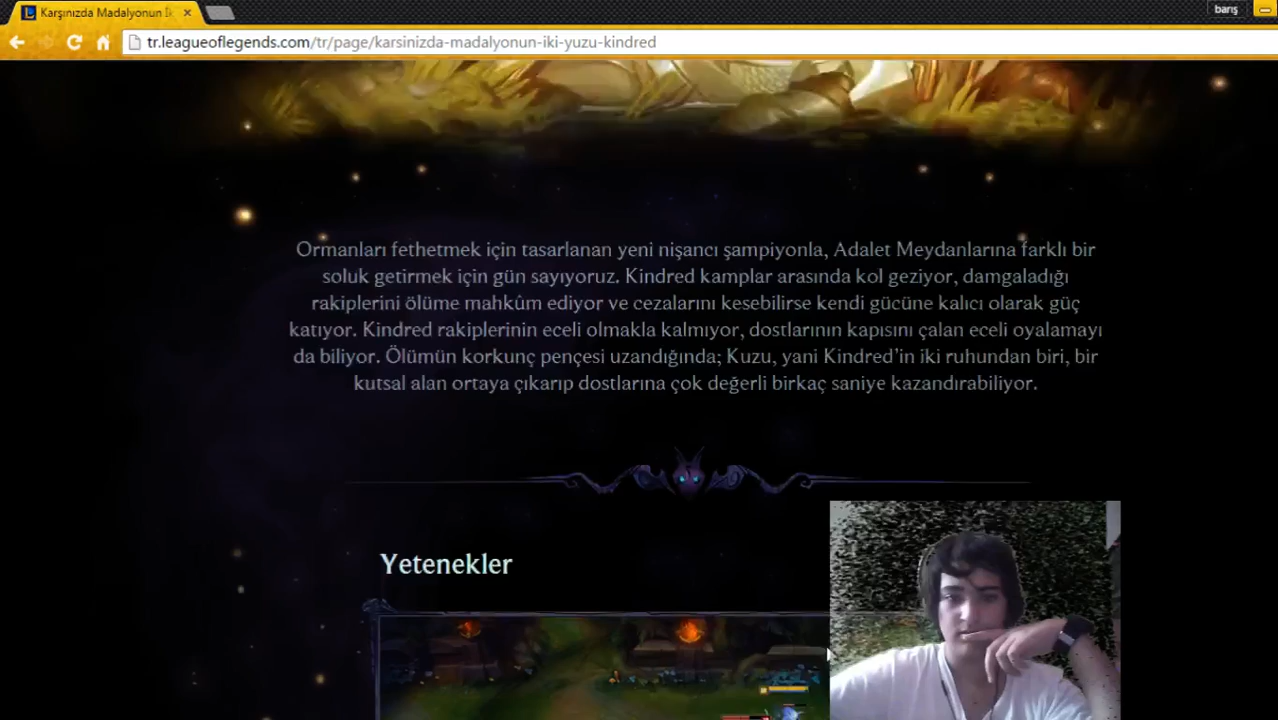 Karşınızda Madalyonun İk
barış
tr.leagueoflegends.com/tr/page/karsinizda-madalyonun-iki-yuzu-kindred
Ormanları fethetmek için tasarlanan yeni nişancı şampiyonla, Adalet Meydanlarına farklı bir
soluk getirmek için gün sayıyoruz. Kindred kamplar arasında kol geziyor, damgaladığı
rakiplerini ölüme mahkûm ediyor ve cezalarını kesebilirse kendi gücüne kalıcı olarak güç
katıyor. Kindred rakiplerinin eceli olmakla kalmıyor, dostlarının kapısını çalan eceli oyalamayı
da biliyor. Ölümün korkunç pençesi uzandığında; Kuzu, yani Kindred'in iki ruhundan biri, bir
kutsal alan ortaya çıkarıp dostlarına çok değerli birkaç saniye kazandırabiliyor.
Yetenekler